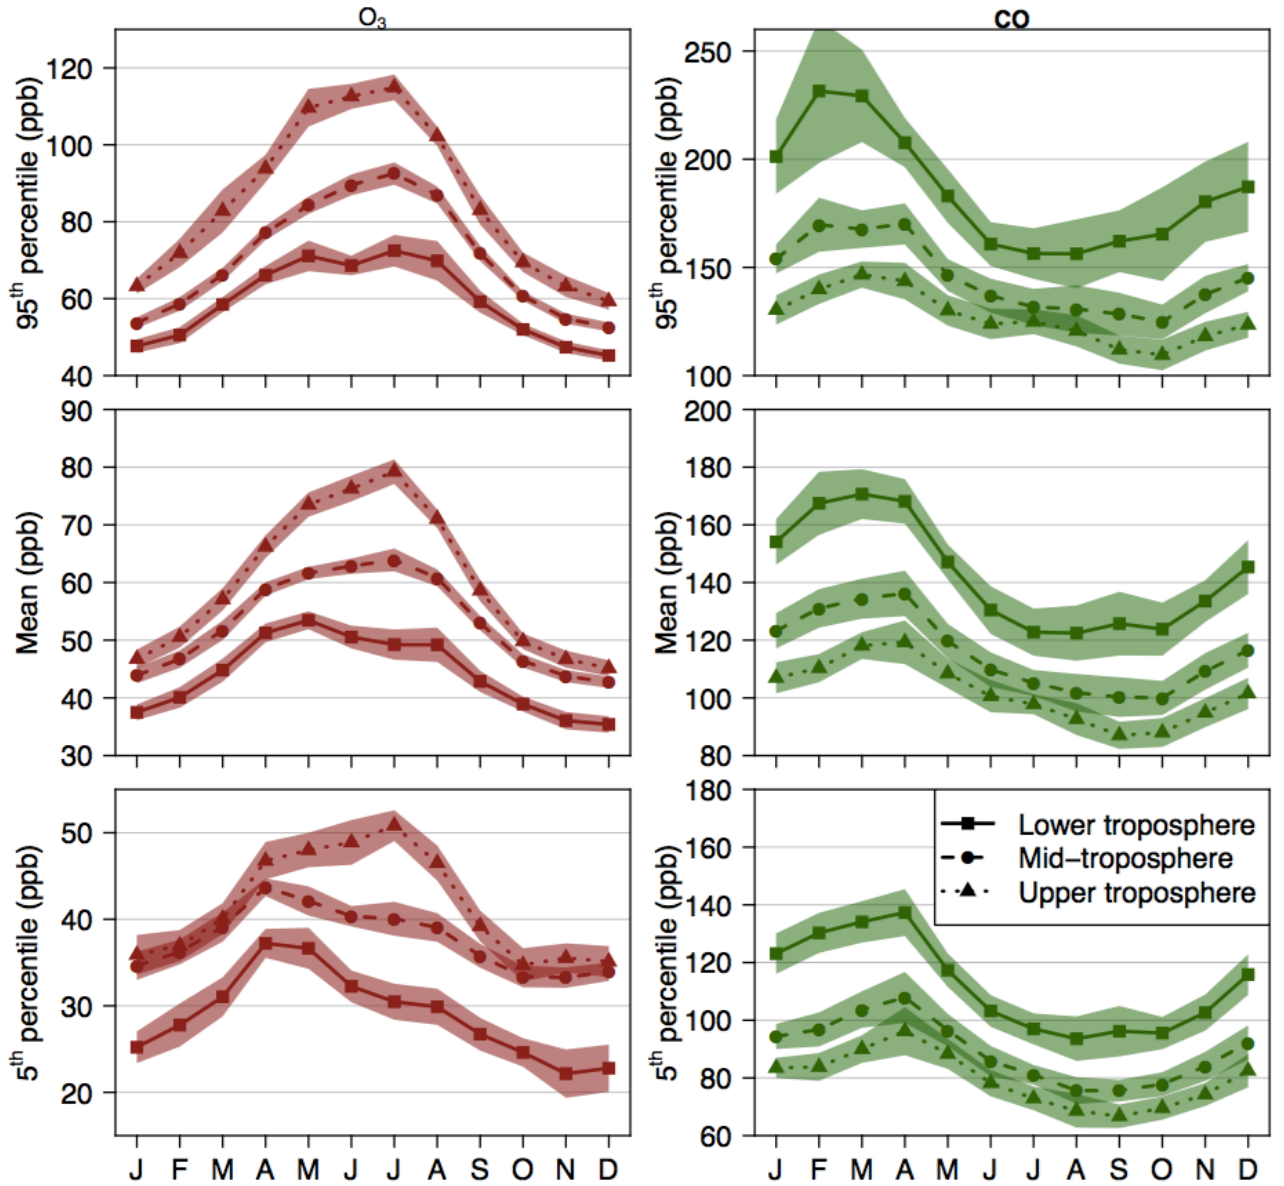 O₃ CO
95th percentile (ppb)
120
100
80
60
40
J F M A M J J A S O N D
95th percentile (ppb)
250
200
150
100
Mean (ppb)
90
80
70
60
50
40
30
Mean (ppb)
200
180
160
140
120
100
80
5th percentile (ppb)
50
40
30
20
J F M A M J J A S O N D
5th percentile (ppb)
180
160
140
120
100
80
60
Lower troposphere
Mid−troposphere
Upper troposphere
J F M A M J J A S O N D